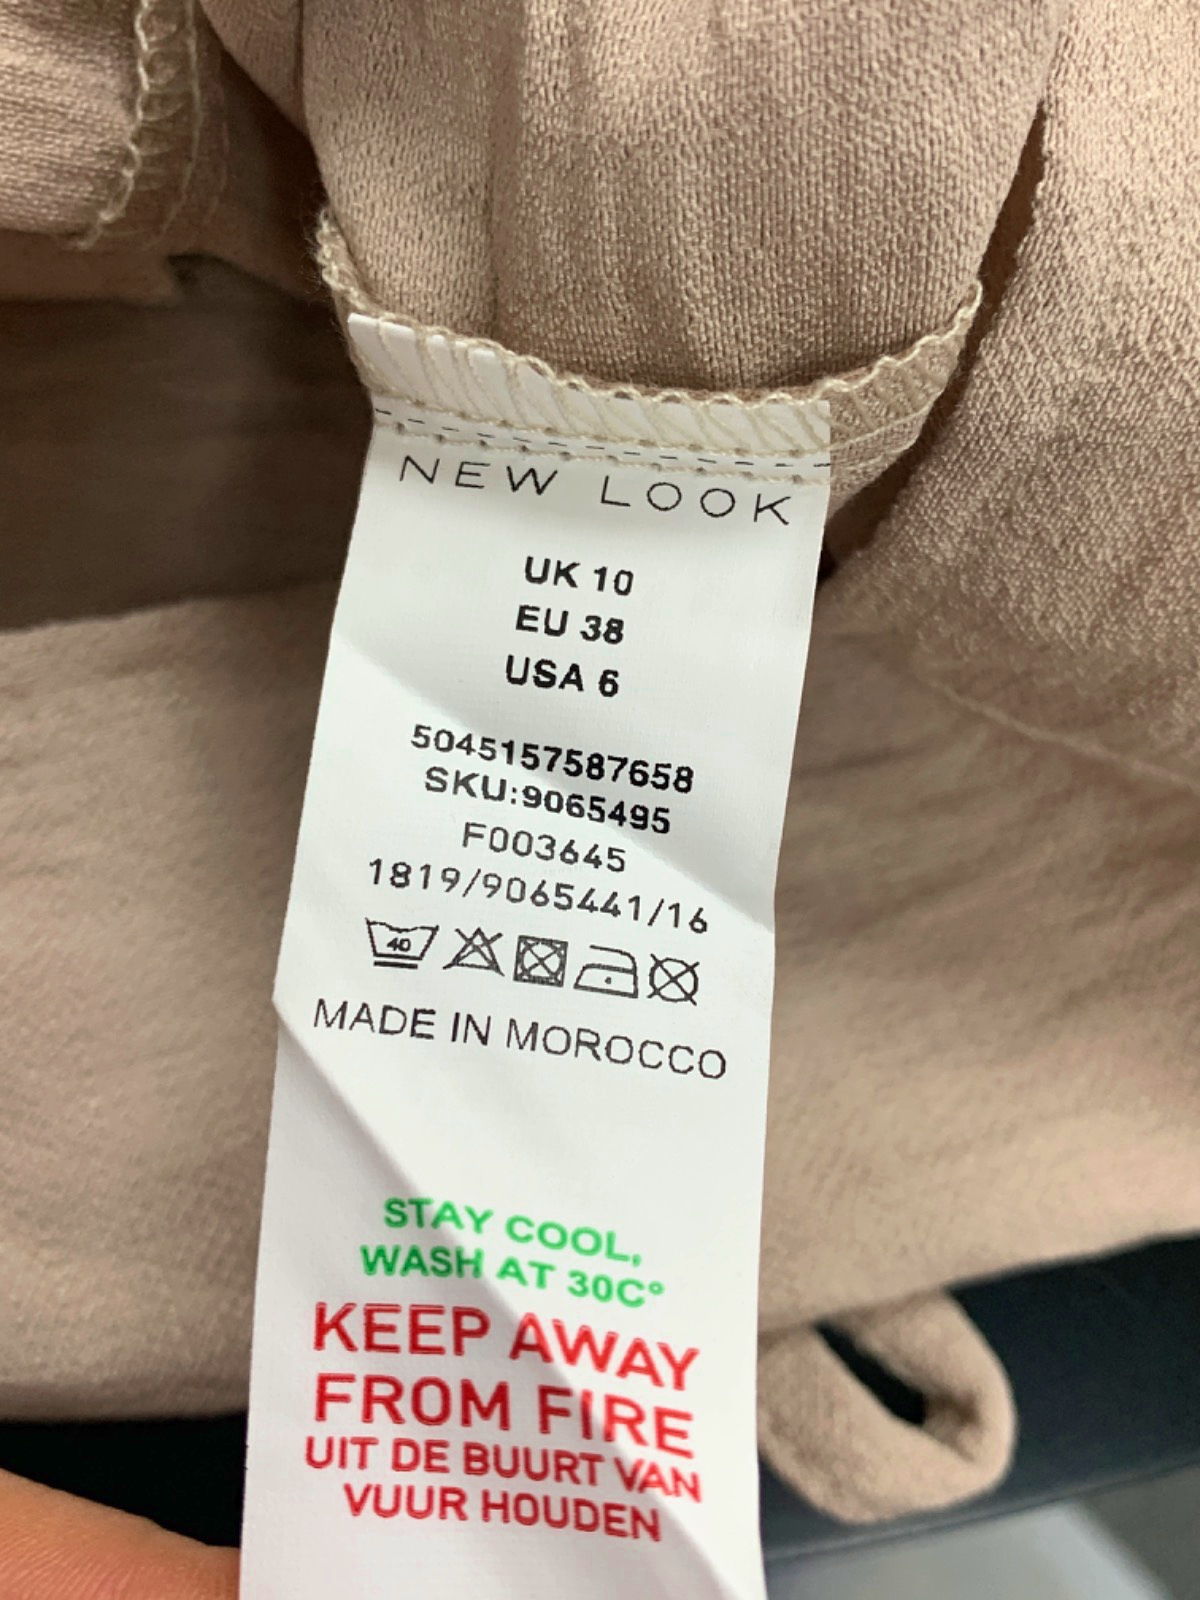 NEW LOOK
UK 10
EU 38
USA 6
5045157587658
SKU:9065495
F003645
1819/9065441/16
40
MADE IN MOROCCO
STAY COOL,
WASH AT 30C°
KEEP AWAY
FROM FIRE
UIT DE BUURT VAN
VUUR HOUDEN